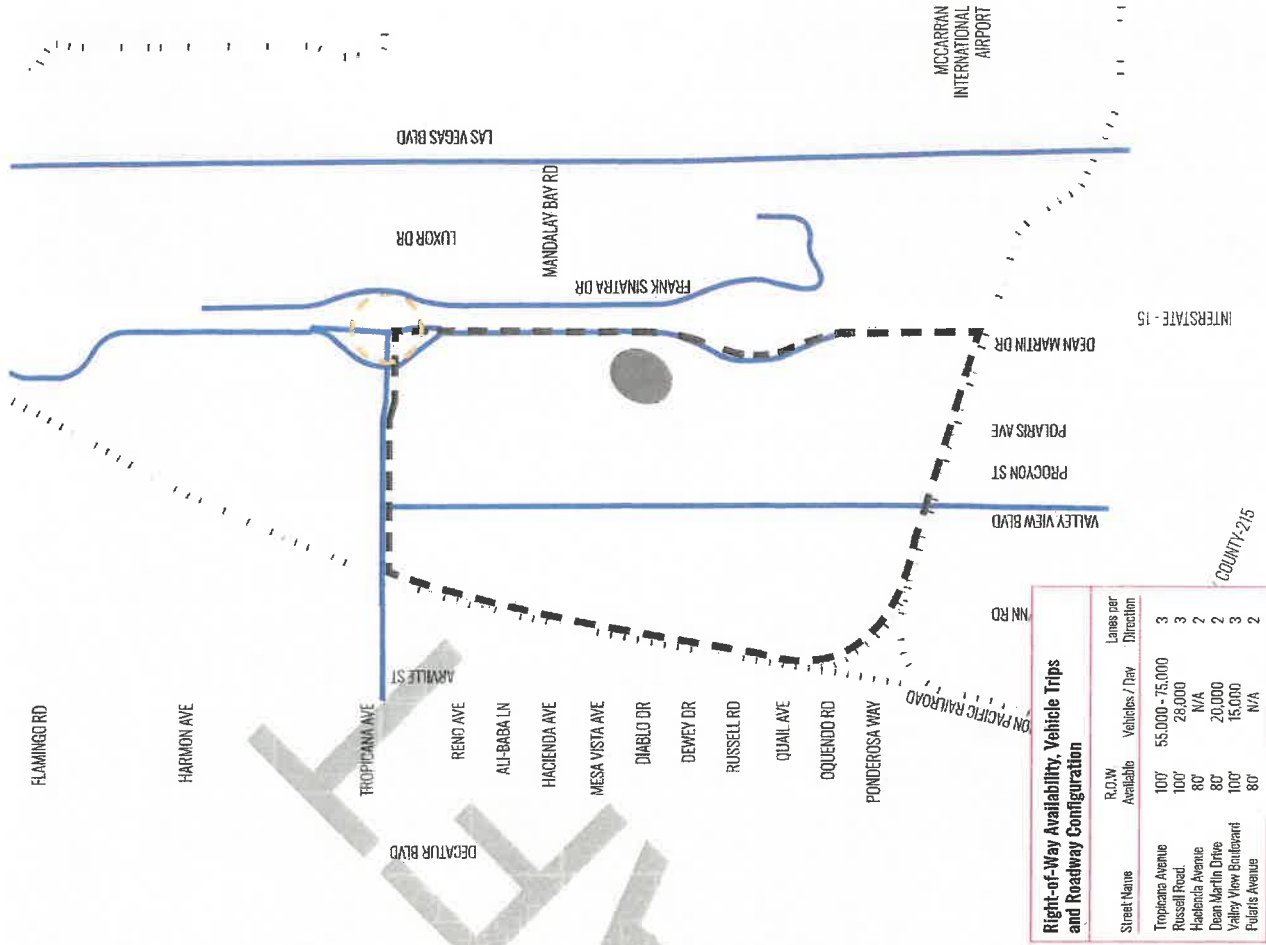 FLAMINGO RD
HARMON AVE
TROPICANA AVE
RENO AVE
ALI-BABA LN
HACIENDA AVE
MESA VISTA AVE
DIABLO DR
DEWEY DR
RUSSELL RD
QUAIL AVE
OQUENDO RD
PONDEROSA WAY
DECATUR BLVD
ARVILLE ST
LAS VEGAS BLVD
LUXOR DR
MANDALAY BAY RD
FRANK SINATRA DR
MCCARRAN
INTERNATIONAL
AIRPORT
INTERSTATE - 15
DEAN MARTIN DR
POLARIS AVE
PROCYON ST
VALLEY VIEW BLVD
NN RD
ON PACIFIC RAILROAD
COUNTY-215
Right-of-Way Availability, Vehicle Trips
and Roadway Configuration
Street Name R.O.W. Available Vehicles / Day Lanes per Direction
Tropicana Avenue 100' 55,000 - 75,000 3
Russell Road 100' 28,000 3
Hacienda Avenue 80' N/A 2
Dean Martin Drive 80' 20,000 2
Valley View Boulevard 100' 15,000 3
Polaris Avenue 80' N/A 2